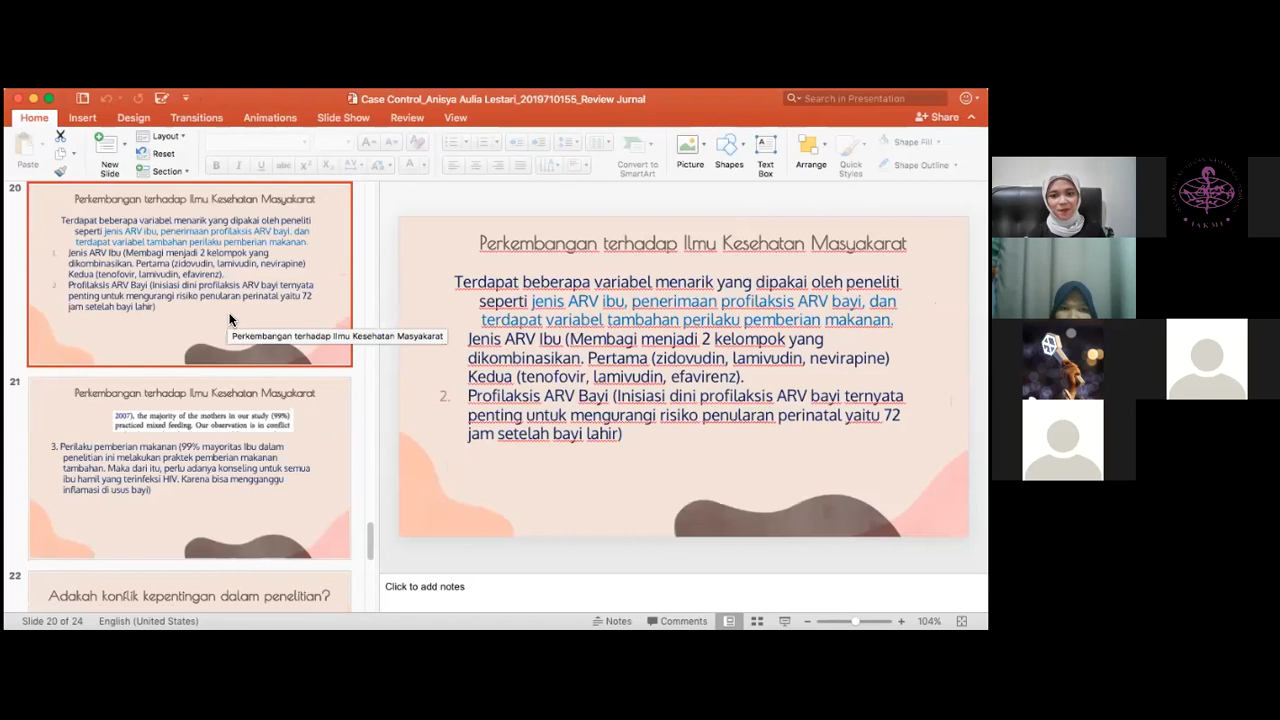 Case Control_Anisya Aulia Lestari_2019710155_Review Jurnal
Search in Presentation
Home Insert Design Transitions Animations Slide Show Review View
Share
Paste
New Slide
Layout
Reset
Section
Convert to SmartArt
Picture
Shapes
Text Box
Arrange
Quick Styles
Shape Fill
Shape Outline
20
Perkembangan terhadap Ilmu Kesehatan Masyakarat
Terdapat beberapa variabel menarik yang dipakai oleh peneliti
seperti jenis ARV ibu, penerimaan profilaksis ARV bayi, dan
terdapat variabel tambahan perilaku pemberian makanan.
1. Jenis ARV Ibu (Membagi menjadi 2 kelompok yang
dikombinasikan. Pertama (zidovudin, lamivudin, nevirapine)
Kedua (tenofovir, lamivudin, efavirenz).
2. Profilaksis ARV Bayi (Inisiasi dini profilaksis ARV bayi ternyata
penting untuk mengurangi risiko penularan perinatal yaitu 72
jam setelah bayi lahir)
Perkembangan terhadap Ilmu Kesehatan Masyakarat
21
Perkembangan terhadap Ilmu Kesehatan Masyakarat
2007), the majority of the mothers in our study (99%)
practiced mixed feeding. Our observation is in conflict
3. Perilaku pemberian makanan (99% mayoritas Ibu dalam
penelitian ini melakukan praktek pemberian makanan
tambahan. Maka dari itu, perlu adanya konseling untuk semua
ibu hamil yang terinfeksi HIV. Karena bisa mengganggu
inflamasi di usus bayi)
22
Adakah konflik kepentingan dalam penelitian?
Perkembangan terhadap Ilmu Kesehatan Masyakarat
Terdapat beberapa variabel menarik yang dipakai oleh peneliti
seperti jenis ARV ibu, penerimaan profilaksis ARV bayi, dan
terdapat variabel tambahan perilaku pemberian makanan.
Jenis ARV Ibu (Membagi menjadi 2 kelompok yang
dikombinasikan. Pertama (zidovudin, lamivudin, nevirapine)
Kedua (tenofovir, lamivudin, efavirenz).
2. Profilaksis ARV Bayi (Inisiasi dini profilaksis ARV bayi ternyata
penting untuk mengurangi risiko penularan perinatal yaitu 72
jam setelah bayi lahir)
Click to add notes
Slide 20 of 24 English (United States)
Notes Comments 104%
IAKMI